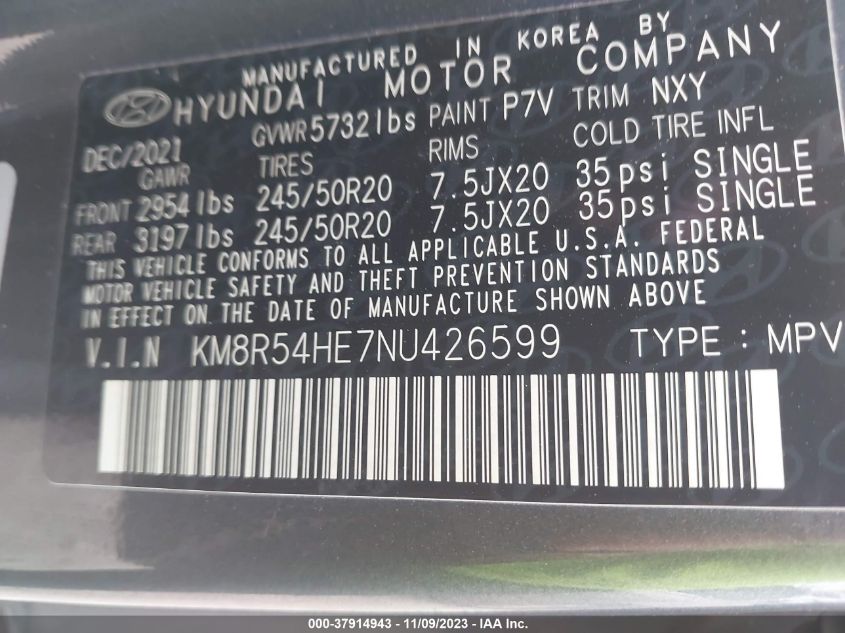 MANUFACTURED IN KOREA BY
HYUNDAI MOTOR COMPANY
DEC/2021 GVWR 5732 lbs PAINT P7V TRIM NXY
GAWR TIRES RIMS COLD TIRE INFL
FRONT 2954 lbs 245/50R20 7.5JX20 35psi SINGLE
REAR 3197 lbs 245/50R20 7.5JX20 35psi SINGLE
THIS VEHICLE CONFORMS TO ALL APPLICABLE U.S.A. FEDERAL
MOTOR VEHICLE SAFETY AND THEFT PREVENTION STANDARDS
IN EFFECT ON THE DATE OF MANUFACTURE SHOWN ABOVE
V.I.N KM8R54HE7NU426599 TYPE : MPV
000-37914943 - 11/09/2023 - IAA Inc.